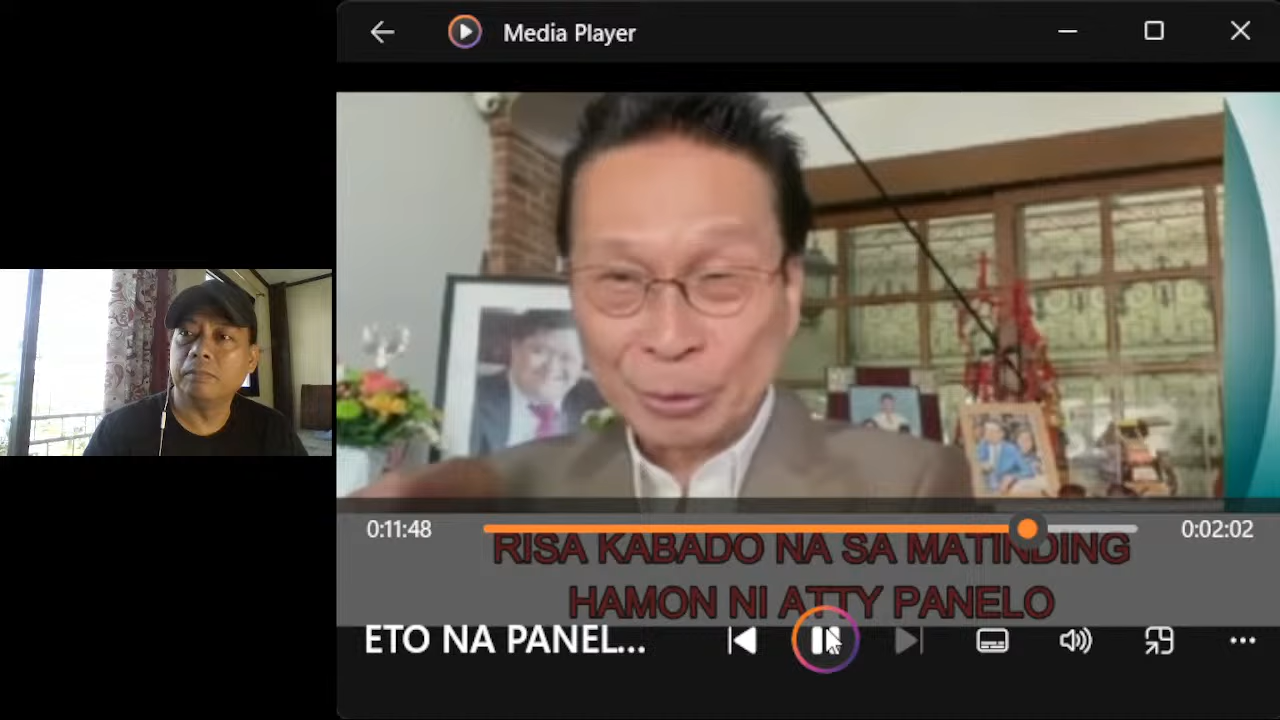 Media Player
0:11:48
0:02:02
RISA KABADO NA SA MATINDING
HAMON NI ATTY PANELO
ETO NA PANEL...